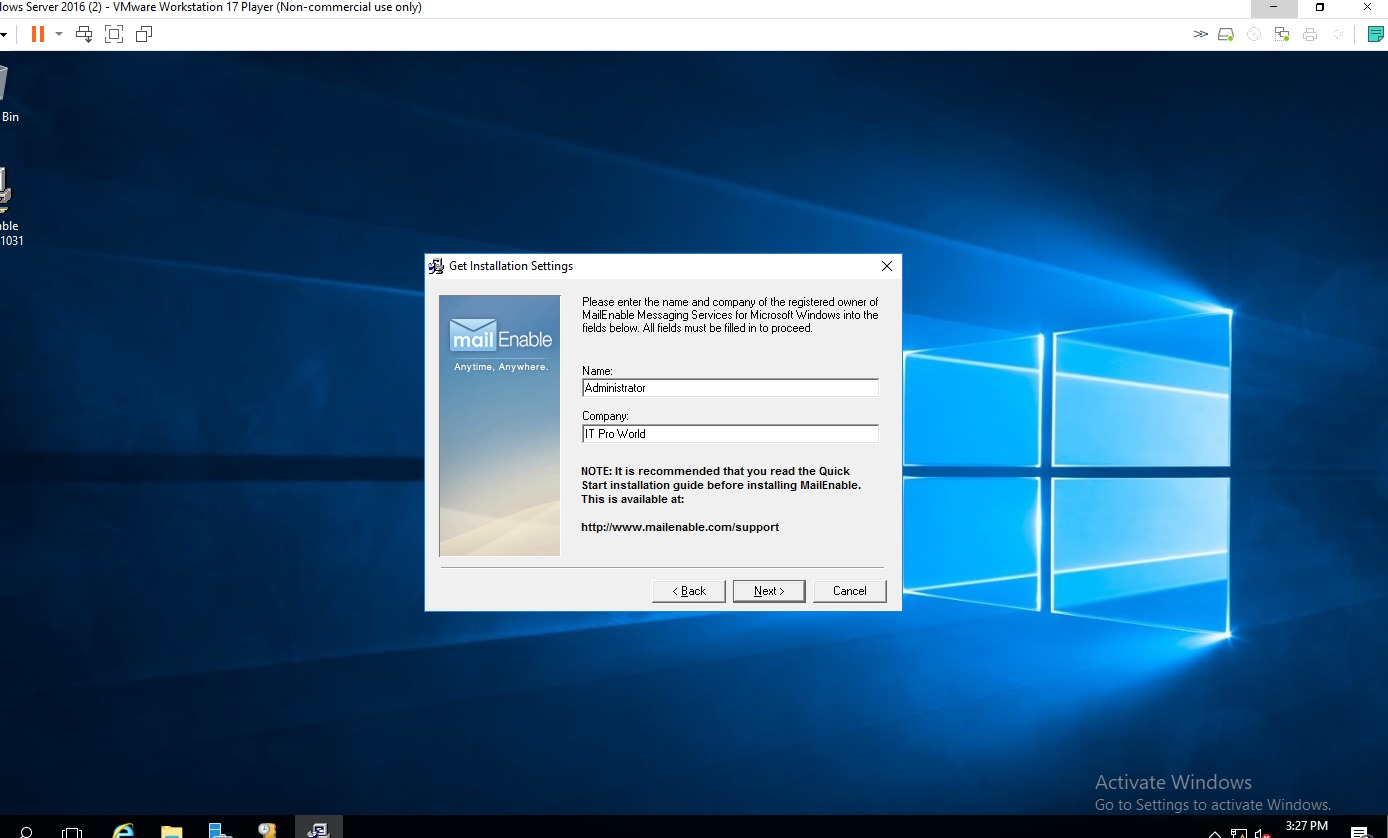 lows Server 2016 (2) - VMware Workstation 17 Player (Non-commercial use only)
Bin
able
1031
Get Installation Settings
mail Enable
Anytime, Anywhere.
Please enter the name and company of the registered owner of
MailEnable Messaging Services for Microsoft Windows into the
fields below. All fields must be filled in to proceed.
Name:
Administrator
Company:
IT Pro World
NOTE: It is recommended that you read the Quick
Start installation guide before installing MailEnable.
This is available at:
http://www.mailenable.com/support
< Back
Next >
Cancel
Activate Windows
Go to Settings to activate Windows.
3:27 PM